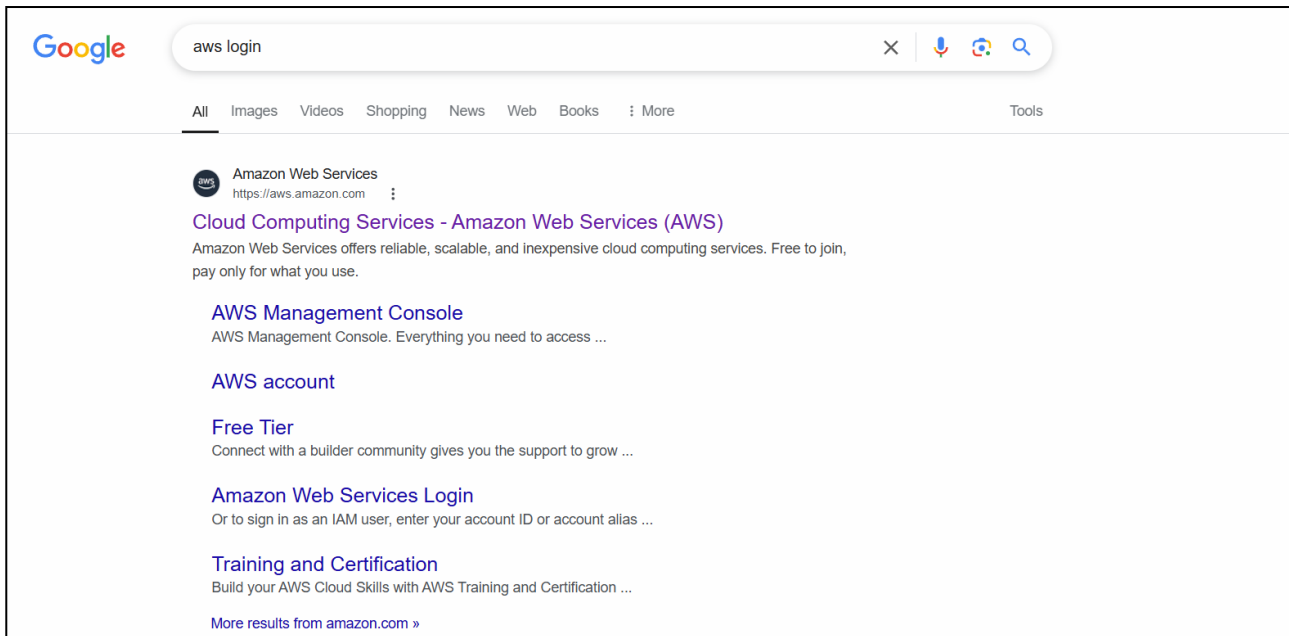 Google
aws login
All Images Videos Shopping News Web Books More Tools
aws
Amazon Web Services
https://aws.amazon.com
Cloud Computing Services - Amazon Web Services (AWS)
Amazon Web Services offers reliable, scalable, and inexpensive cloud computing services. Free to join,
pay only for what you use.
AWS Management Console
AWS Management Console. Everything you need to access ...
AWS account
Free Tier
Connect with a builder community gives you the support to grow ...
Amazon Web Services Login
Or to sign in as an IAM user, enter your account ID or account alias ...
Training and Certification
Build your AWS Cloud Skills with AWS Training and Certification ...
More results from amazon.com »